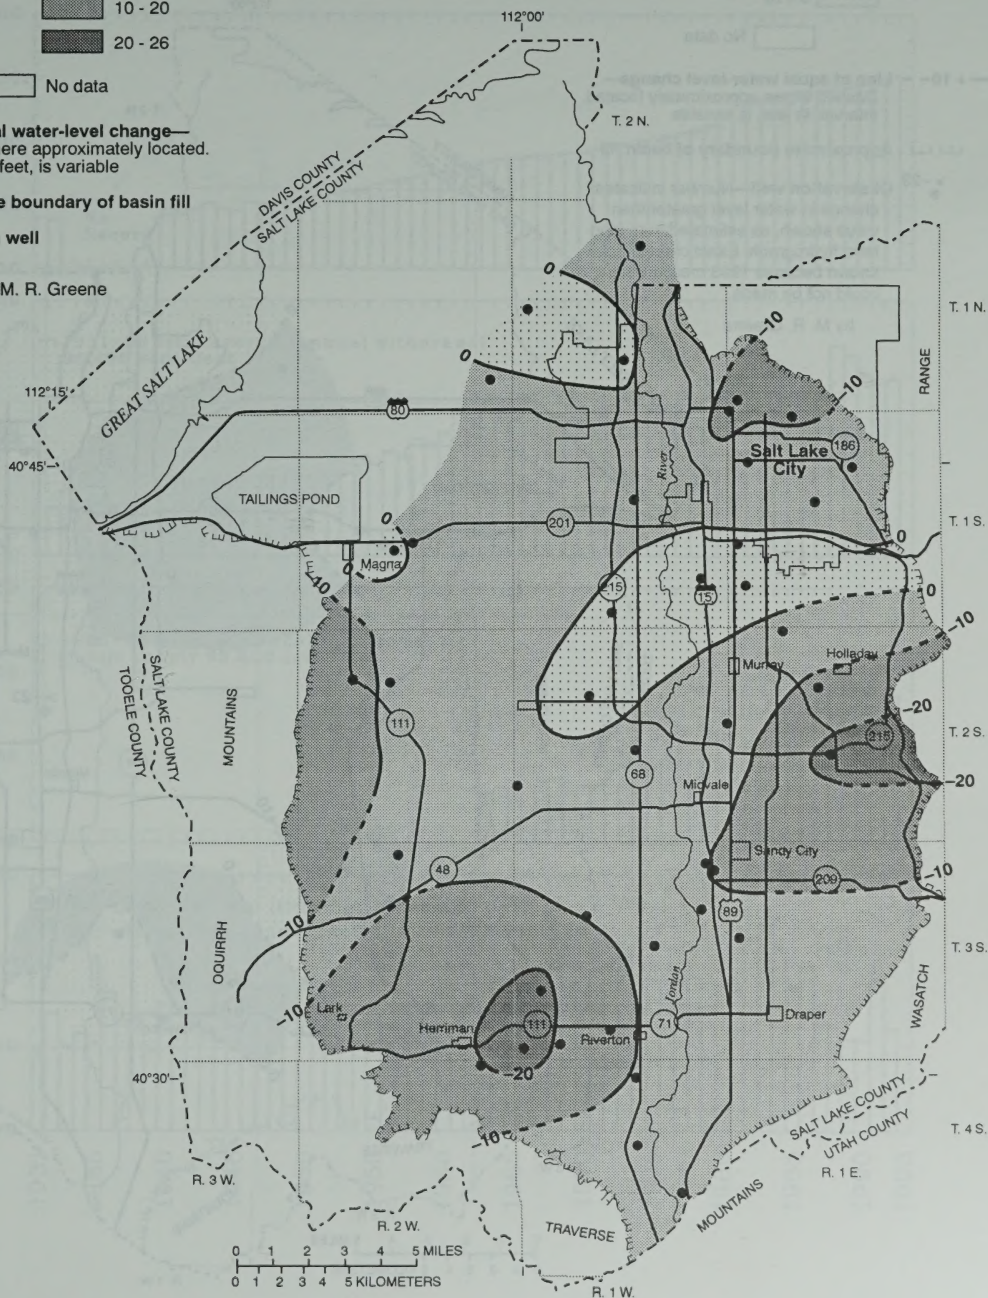 10 - 20
20 - 26
No data
al water-level change—
here approximately located.
feet, is variable
e boundary of basin fill
well
M. R. Greene
112°00'
T. 2 N.
DAVIS COUNTY
SALT LAKE COUNTY
0
0
-10
T. 1 N.
RANGE
GREAT SALT LAKE
112°15'
80
-10
40°45'
Salt Lake
City
186
River
TAILINGS POND
0
201
T. 1 S.
0
Magna
0
-10
215
15
0
-10
Murray
Holladay
TOOELE COUNTY
SALT LAKE COUNTY
MOUNTAINS
111
-20
215
T. 2 S.
68
Midvale
-20
Sandy City
48
209
-10
89
-10
OQUIRRH
T. 3 S.
Jordan
WASATCH
-10
Lark
Herriman
111
Riverton
71
Draper
-20
40°30'
-10
SALT LAKE COUNTY
UTAH COUNTY
T. 4 S.
R. 3 W.
R. 1 E.
R. 2 W.
TRAVERSE
MOUNTAINS
0 1 2 3 4 5 MILES
0 1 2 3 4 5 KILOMETERS
R. 1 W.